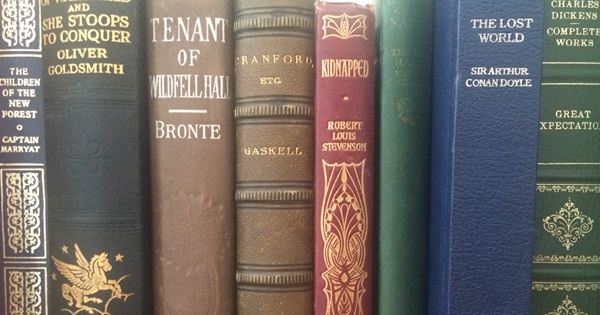 THE
CHILDREN
OF THE
NEW
FOREST
CAPTAIN
MARRYAT
AND
SHE STOOPS
TO CONQUER
OLIVER
GOLDSMITH
TENANT
OF
WILDFELL HALL
BRONTE
CRANFORD,
ETC.
GASKELL
KIDNAPPED
ROBERT
LOUIS
STEVENSON
THE LOST
WORLD
SIR ARTHUR
CONAN DOYLE
CHARLES
DICKENS
COMPLETE
WORKS
GREAT
XPECTATION